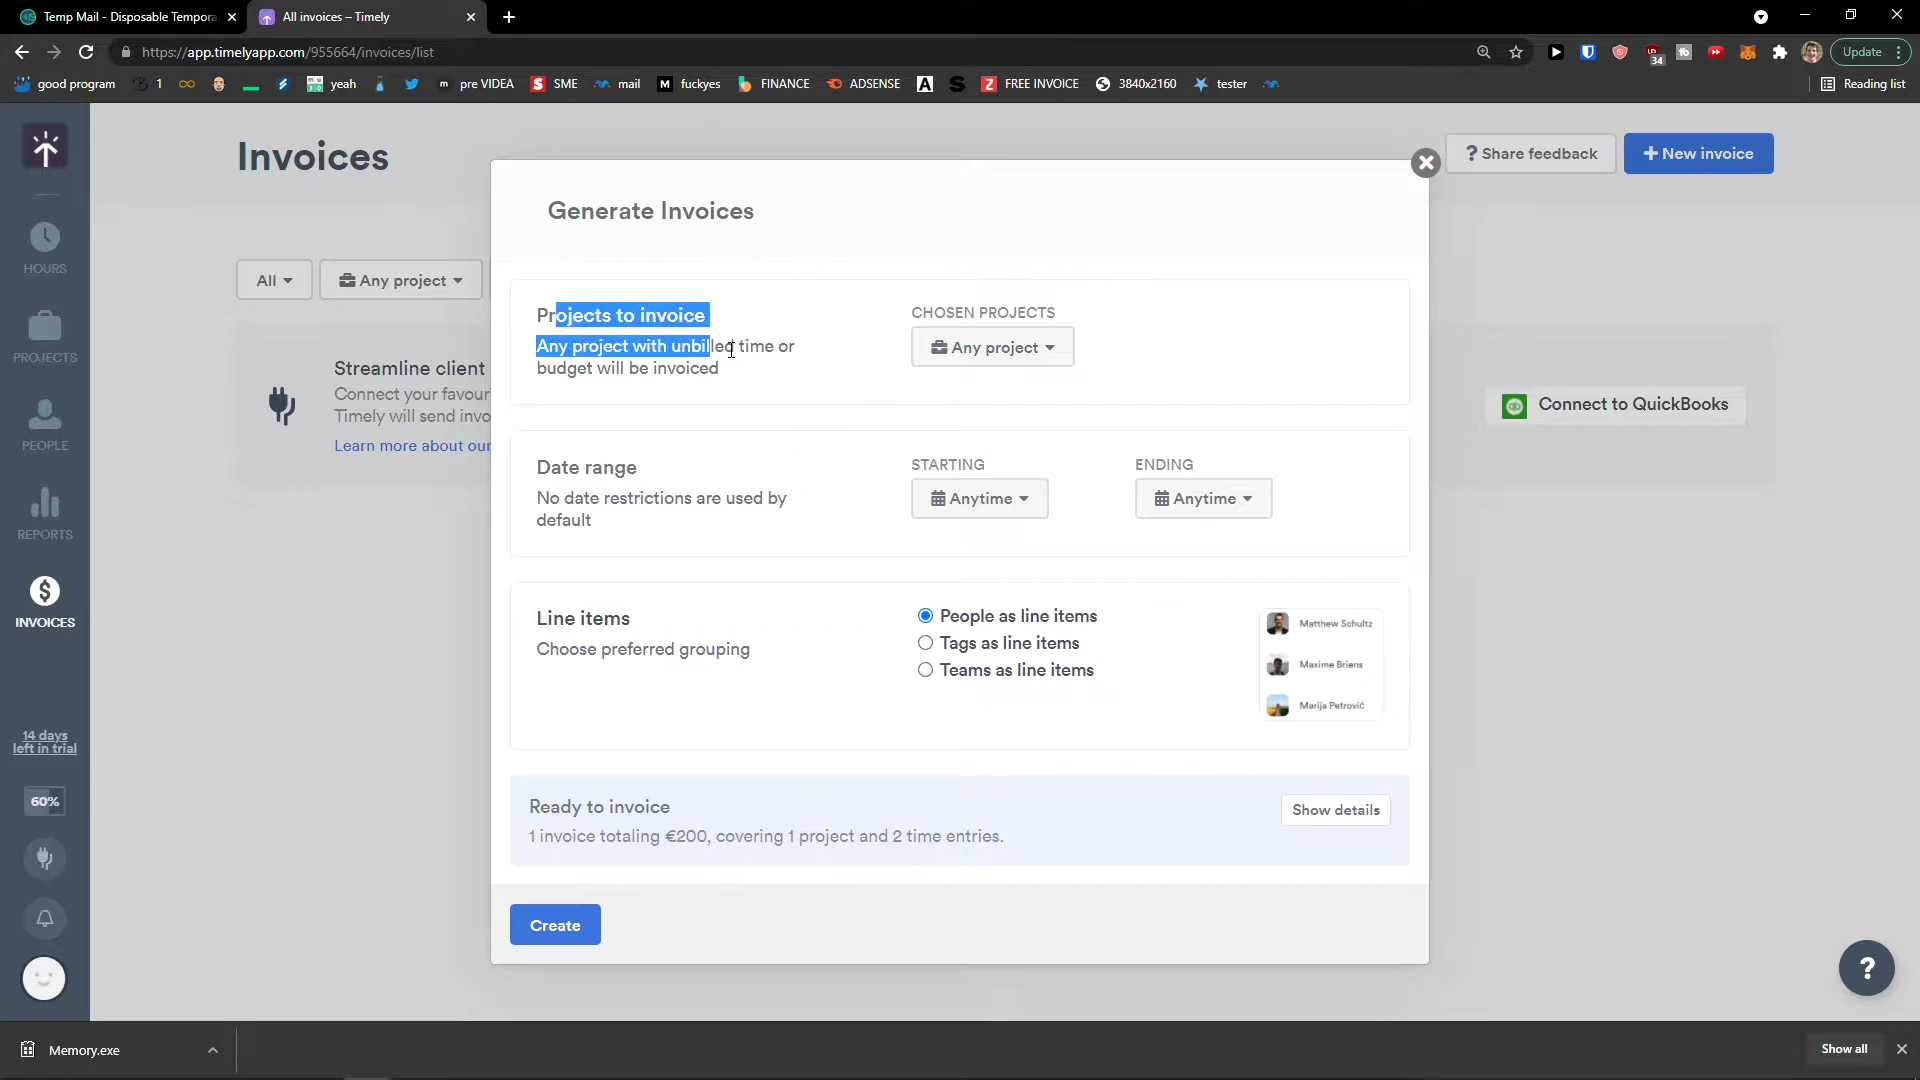 Temp Mail - Disposable Tempora
All invoices – Timely
https://app.timelyapp.com/955664/invoices/list
34
Update
good program
1
yeah
pre VIDEA
SME
mail
fuckyes
FINANCE
ADSENSE
FREE INVOICE
3840x2160
tester
Reading list
Invoices
? Share feedback
+ New invoice
HOURS
PROJECTS
PEOPLE
REPORTS
INVOICES
14 days
left in trial
60%
All
Any project
Streamline client
Connect your favour
Timely will send invo
Learn more about our
Connect to QuickBooks
Generate Invoices
Projects to invoice
Any project with unbilled time or
budget will be invoiced
CHOSEN PROJECTS
Any project
Date range
No date restrictions are used by
default
STARTING
Anytime
ENDING
Anytime
Line items
Choose preferred grouping
People as line items
Tags as line items
Teams as line items
Matthew Schultz
Maxime Briens
Marija Petrović
Ready to invoice
1 invoice totaling €200, covering 1 project and 2 time entries.
Show details
Create
?
Memory.exe
Show all